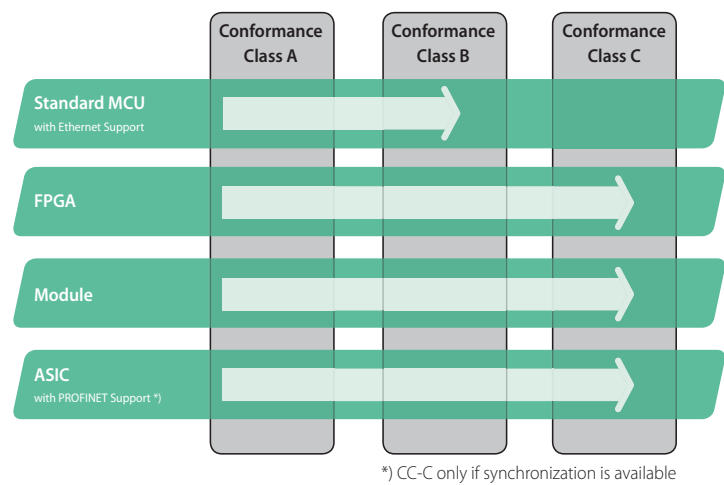 Conformance
Class A
Conformance
Class B
Conformance
Class C
Standard MCU
with Ethernet Support
FPGA
Module
ASIC
with PROFINET Support *)
*) CC-C only if synchronization is available